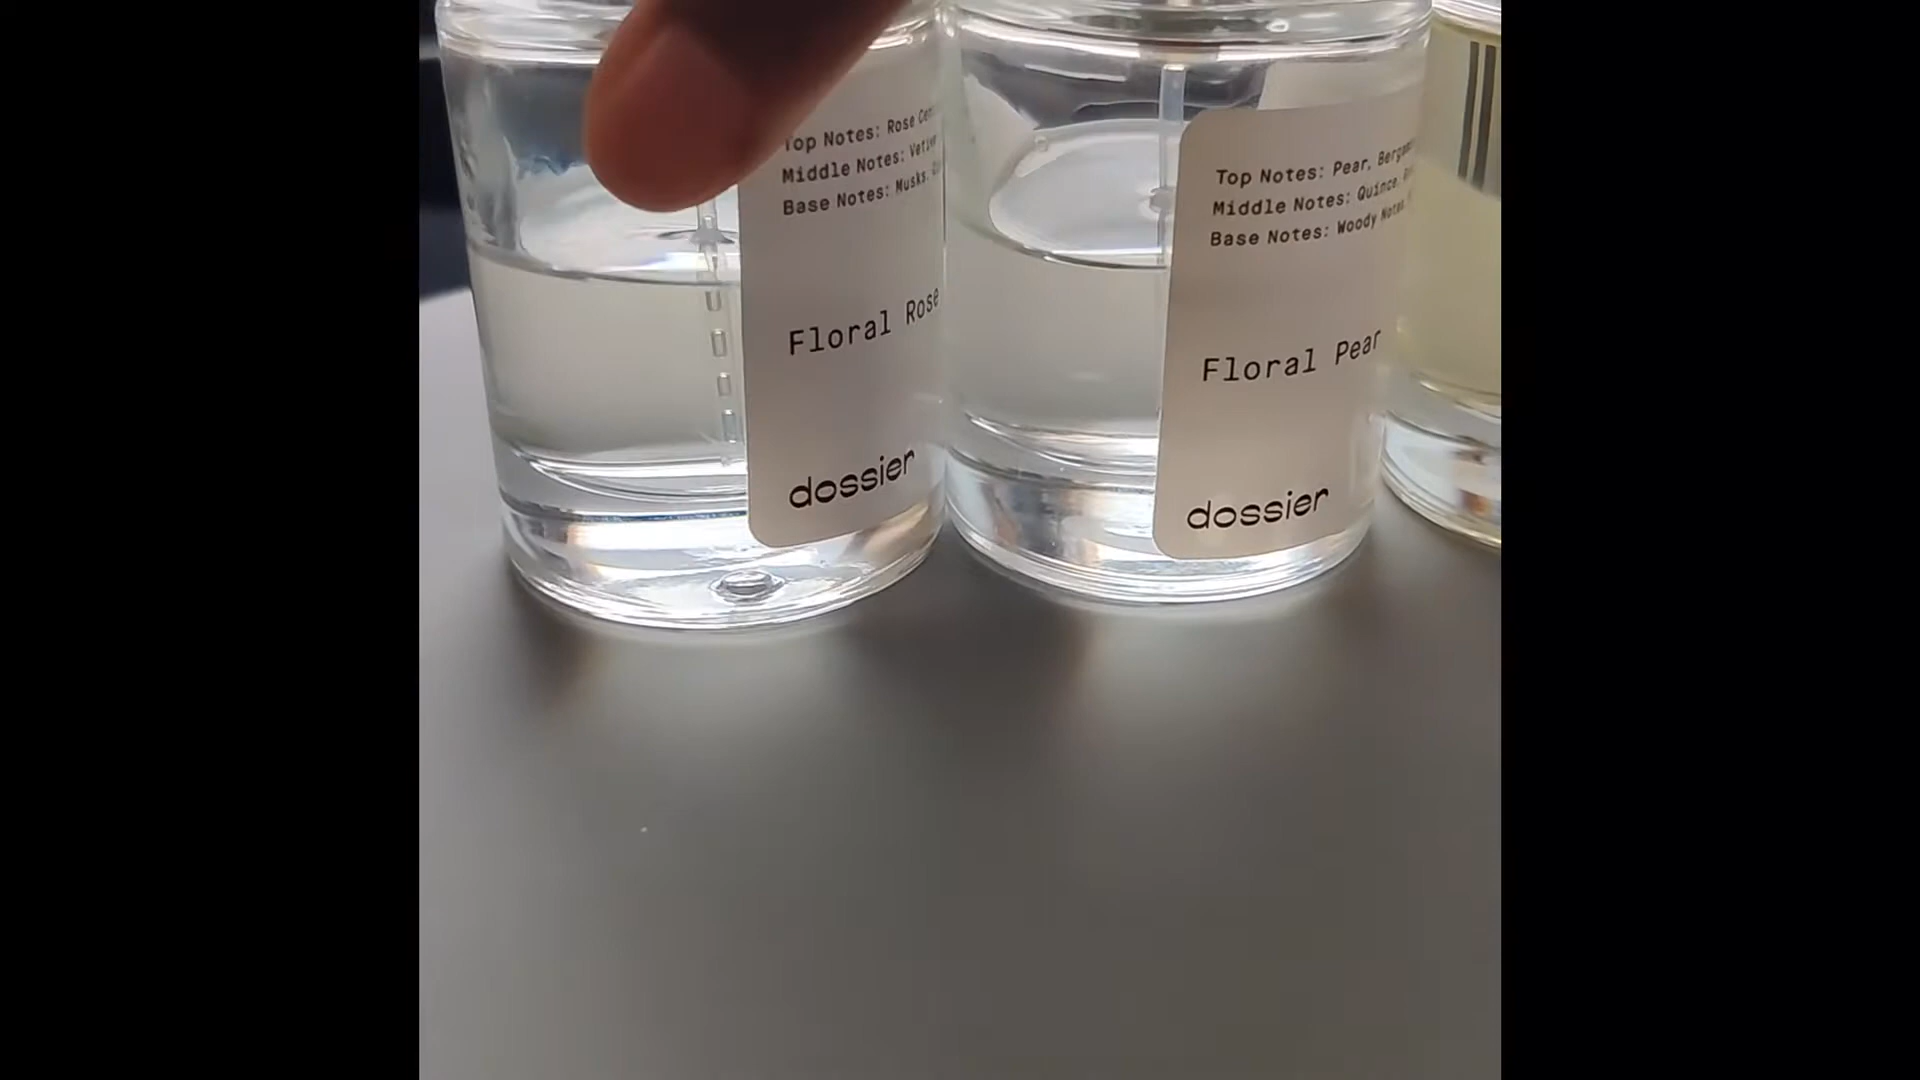 Top Notes: Rose
Middle Notes:
Base Notes: Musks,
Floral Rose
dossier
Top Notes: Pear,
Middle Notes: Quince,
Base Notes: Woody Notes,
Floral Pear
dossier